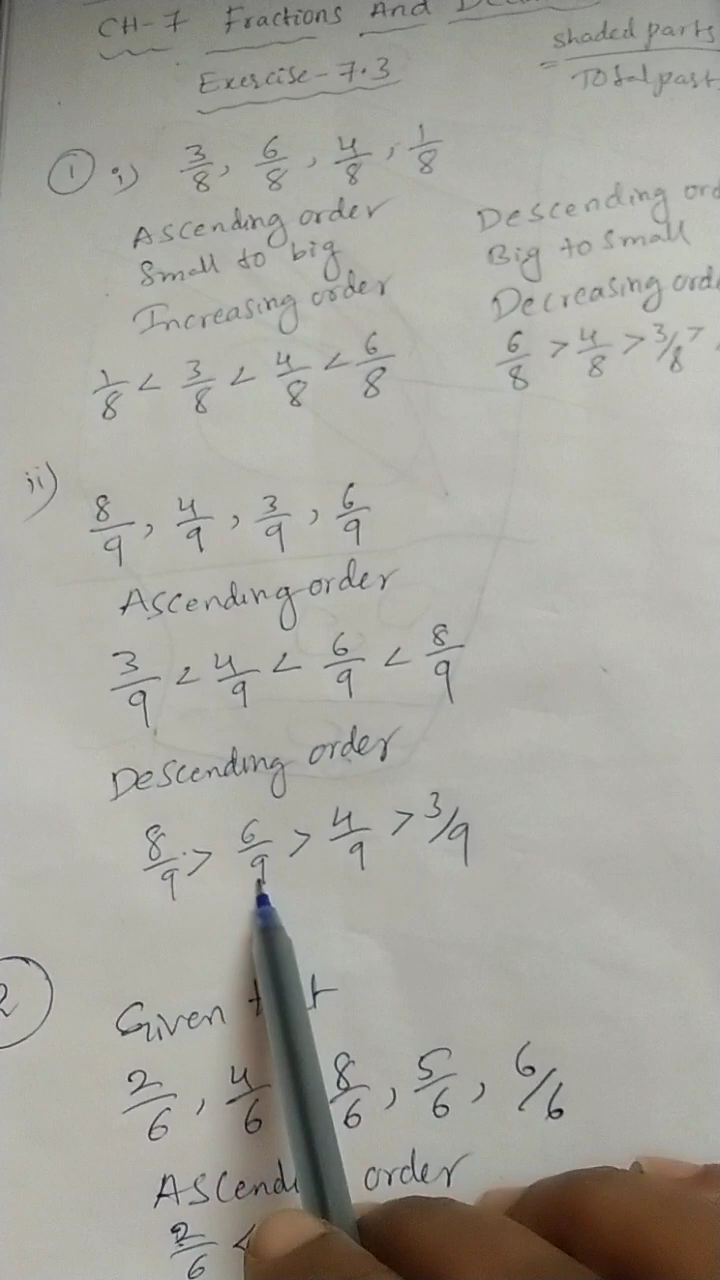 CH-7 Fractions And
shaded parts
Exercise-7.3
= Total part
① i) 3/8, 6/8, 4/8, 1/8
Ascending order
Small to big
Increasing order
1/8 < 3/8 < 4/8 < 6/8
Descending
Big to small
Decreasing
6/8 > 4/8 > 3/8 >
ii)
8/9, 4/9, 3/9, 6/9
Ascending order
3/9 < 4/9 < 6/9 < 8/9
Descending order
8/9 > 6/9 > 4/9 > 3/9
2 Given
2/6, 4/6 8/6, 5/6, 6/6
order
2/6 <